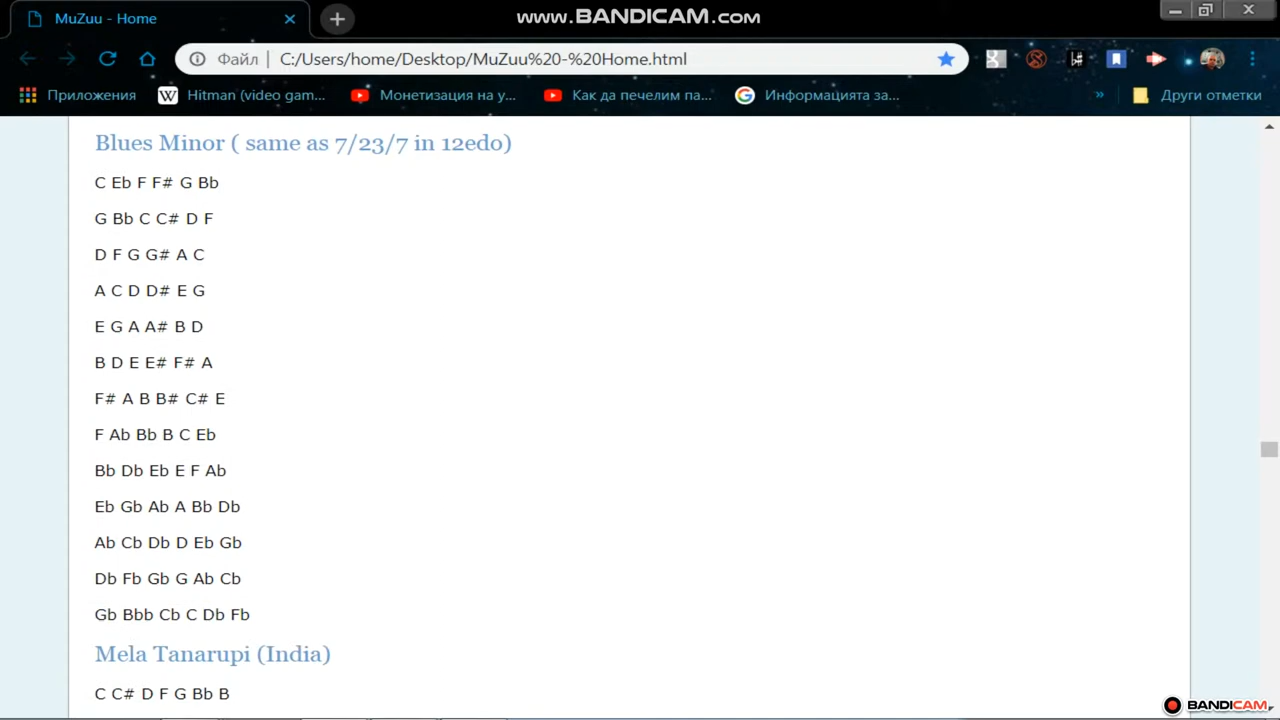 MuZuu - Home
www.BANDICAM.com
Файл | C:/Users/home/Desktop/MuZuu%20-%20Home.html
Приложения
Hitman (video gam...
Монетизация на у...
Как да печелим па...
Информацията за...
»
Други отметки
Blues Minor ( same as 7/23/7 in 12edo)
C Eb F F# G Bb
G Bb C C# D F
D F G G# A C
A C D D# E G
E G A A# B D
B D E E# F# A
F# A B B# C# E
F Ab Bb B C Eb
Bb Db Eb E F Ab
Eb Gb Ab A Bb Db
Ab Cb Db D Eb Gb
Db Fb Gb G Ab Cb
Gb Bbb Cb C Db Fb
Mela Tanarupi (India)
C C# D F G Bb B
BANDICAM